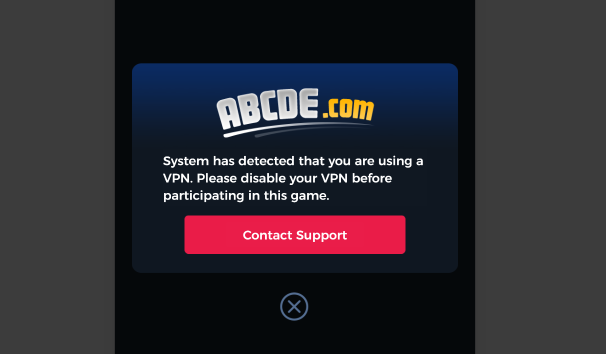 ABCDE.com
System has detected that you are using a
VPN. Please disable your VPN before
participating in this game.
Contact Support